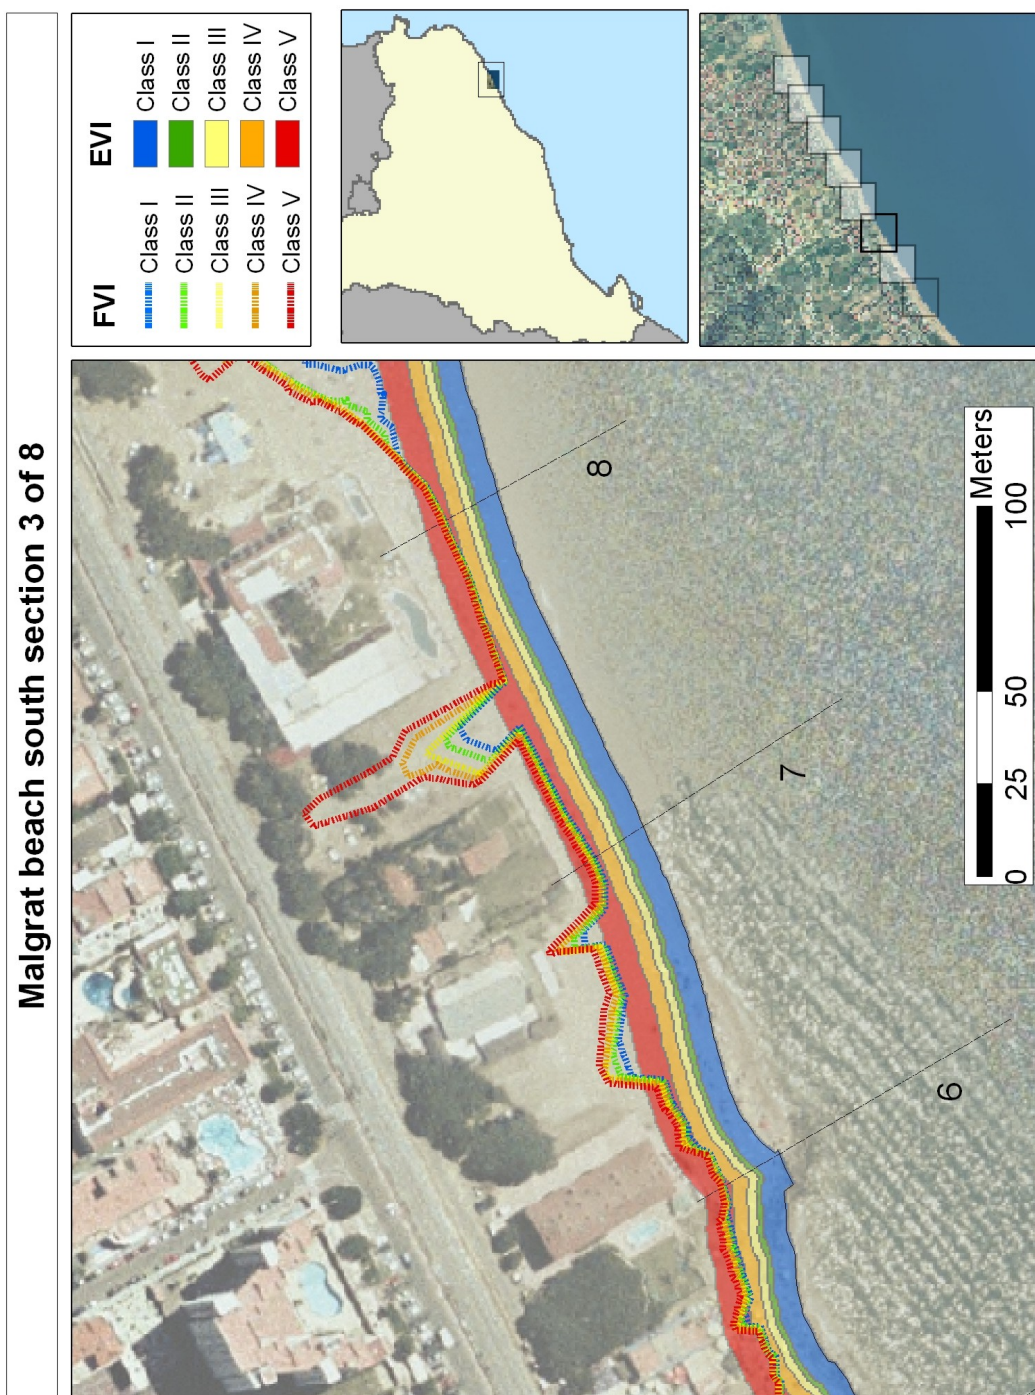 Malgrat beach south section 3 of 8
FVI
EVI
Class I
Class I
Class II
Class II
Class III
Class III
Class IV
Class IV
Class V
Class V
8
7
6
Meters
0
25
50
100